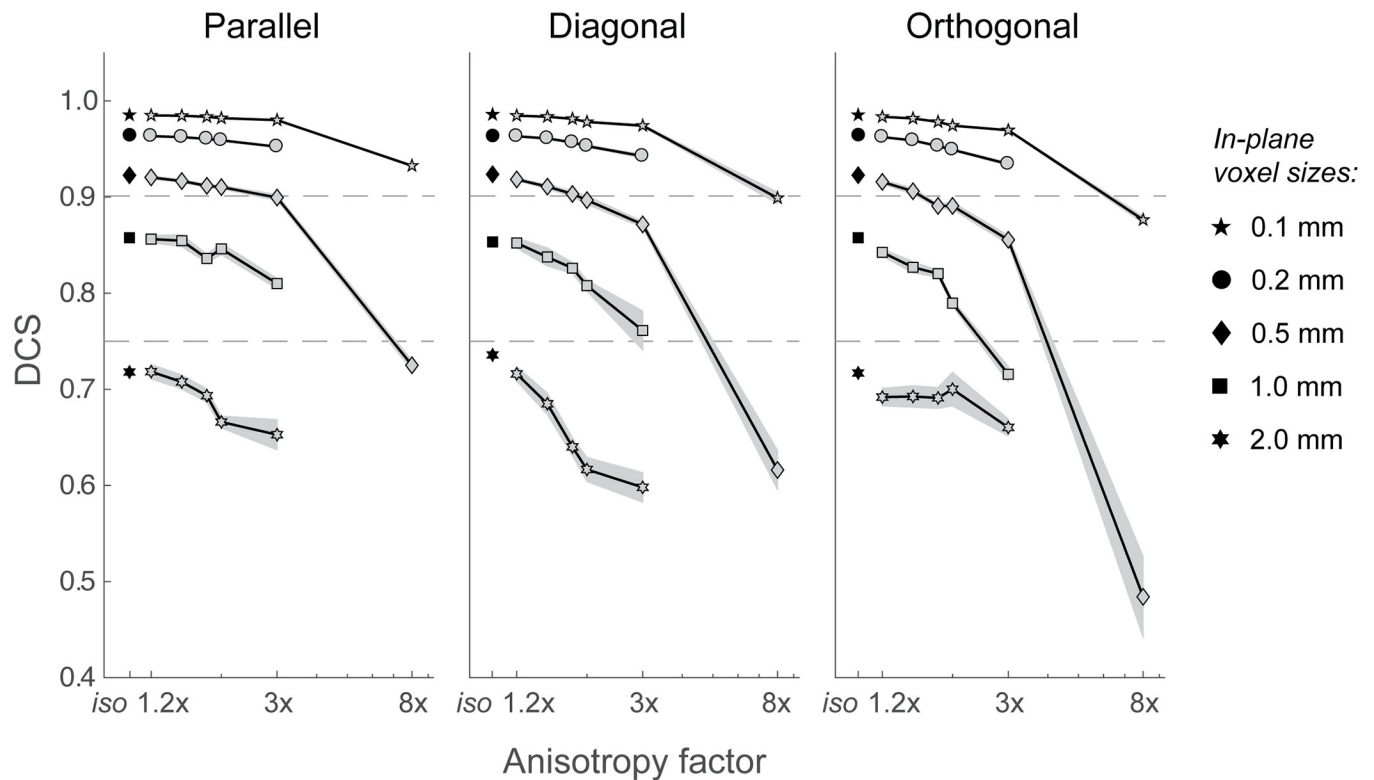 Parallel
Diagonal
Orthogonal
1.0
0.9
0.8
0.7
0.6
0.5
0.4
DCS
iso 1.2x 3x 8x
iso 1.2x 3x 8x
iso 1.2x 3x 8x
Anisotropy factor
In-plane
voxel sizes:
0.1 mm
0.2 mm
0.5 mm
1.0 mm
2.0 mm